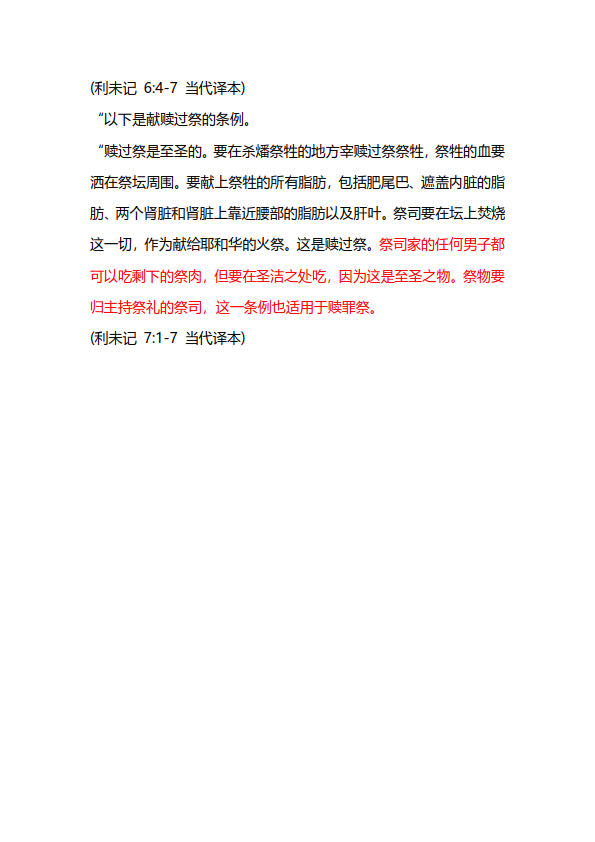 (利未记 6:4-7 当代译本)
“以下是献赎过祭的条例。
“赎过祭是至圣的。要在杀燔祭牲的地方宰赎过祭祭牲，祭牲的血要
洒在祭坛周围。要献上祭牲的所有脂肪，包括肥尾巴、遮盖内脏的脂
肪、两个肾脏和肾脏上靠近腰部的脂肪以及肝叶。祭司要在坛上焚烧
这一切，作为献给耶和华的火祭。这是赎过祭。祭司家的任何男子都
可以吃剩下的祭肉，但要在圣洁之处吃，因为这是至圣之物。祭物要
归主持祭礼的祭司，这一条例也适用于赎罪祭。
(利未记 7:1-7 当代译本)